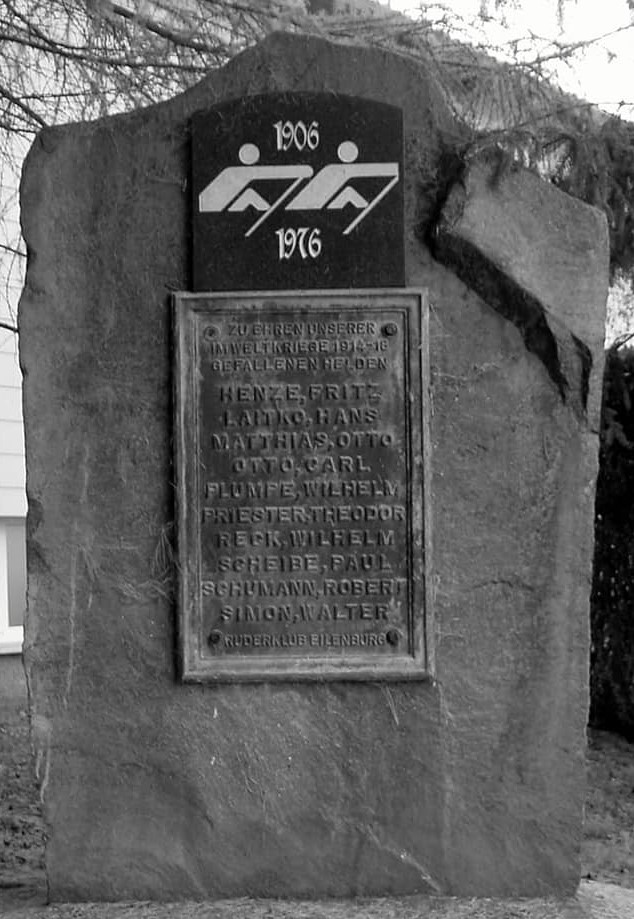 1906
1976
ZU EHREN UNSERER
IM WELTKRIEGE 1914-18
GEFALLENEN HELDEN
HENZE, FRITZ
LAITKO, HANS
MATTHIAS, OTTO
OTTO, CARL
PLUMPE, WILHELM
PRIESTER, THEODOR
RECK, WILHELM
SCHEIBE, PAUL
SCHUMANN, ROBERT
SIMON, WALTER
RUDERKLUB EILENBURG